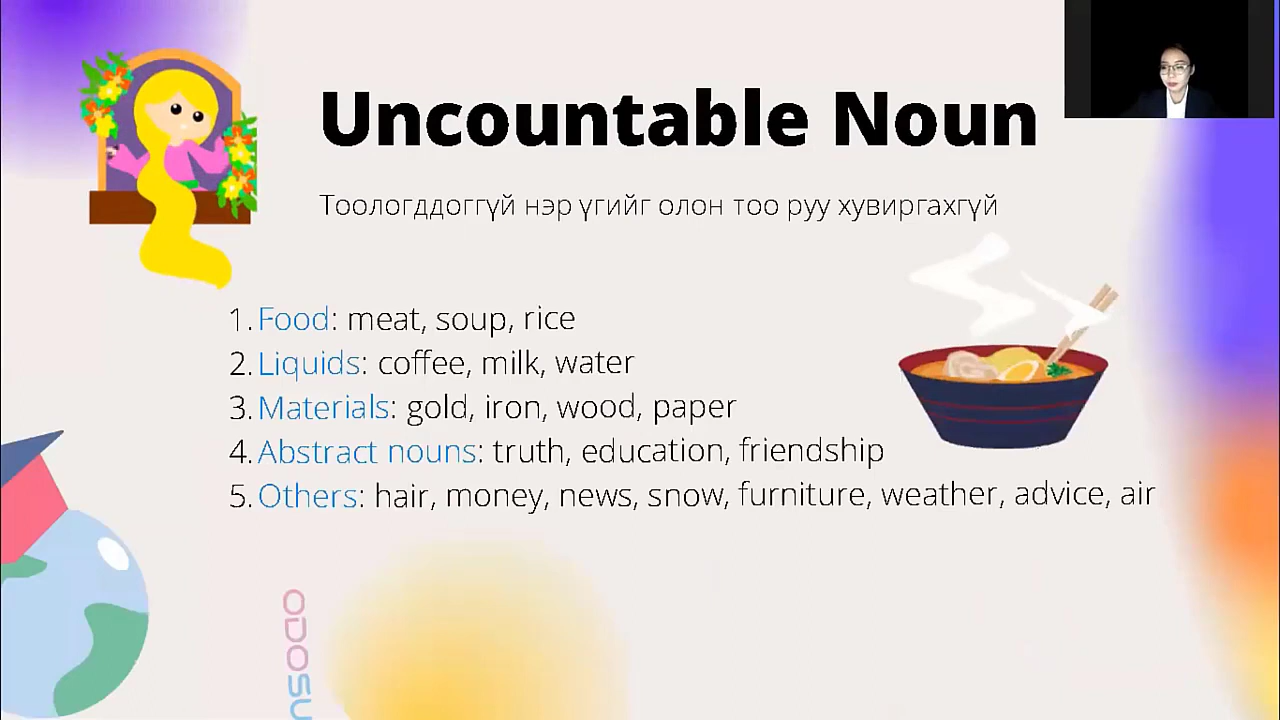 Uncountable Noun
Тоологддоггүй нэр үгийг олон тоо руу хувиргахгүй
1. Food: meat, soup, rice
2. Liquids: coffee, milk, water
3. Materials: gold, iron, wood, paper
4. Abstract nouns: truth, education, friendship
5. Others: hair, money, news, snow, furniture, weather, advice, air
ODOSU